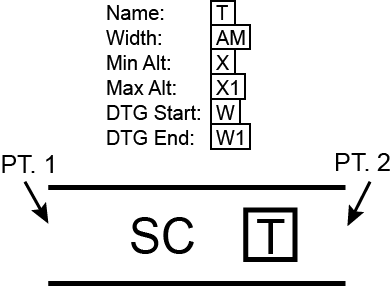 Name: T
Width: AM
Min Alt: X
Max Alt: X1
DTG Start: W
DTG End: W1
PT. 1
PT. 2
SC T